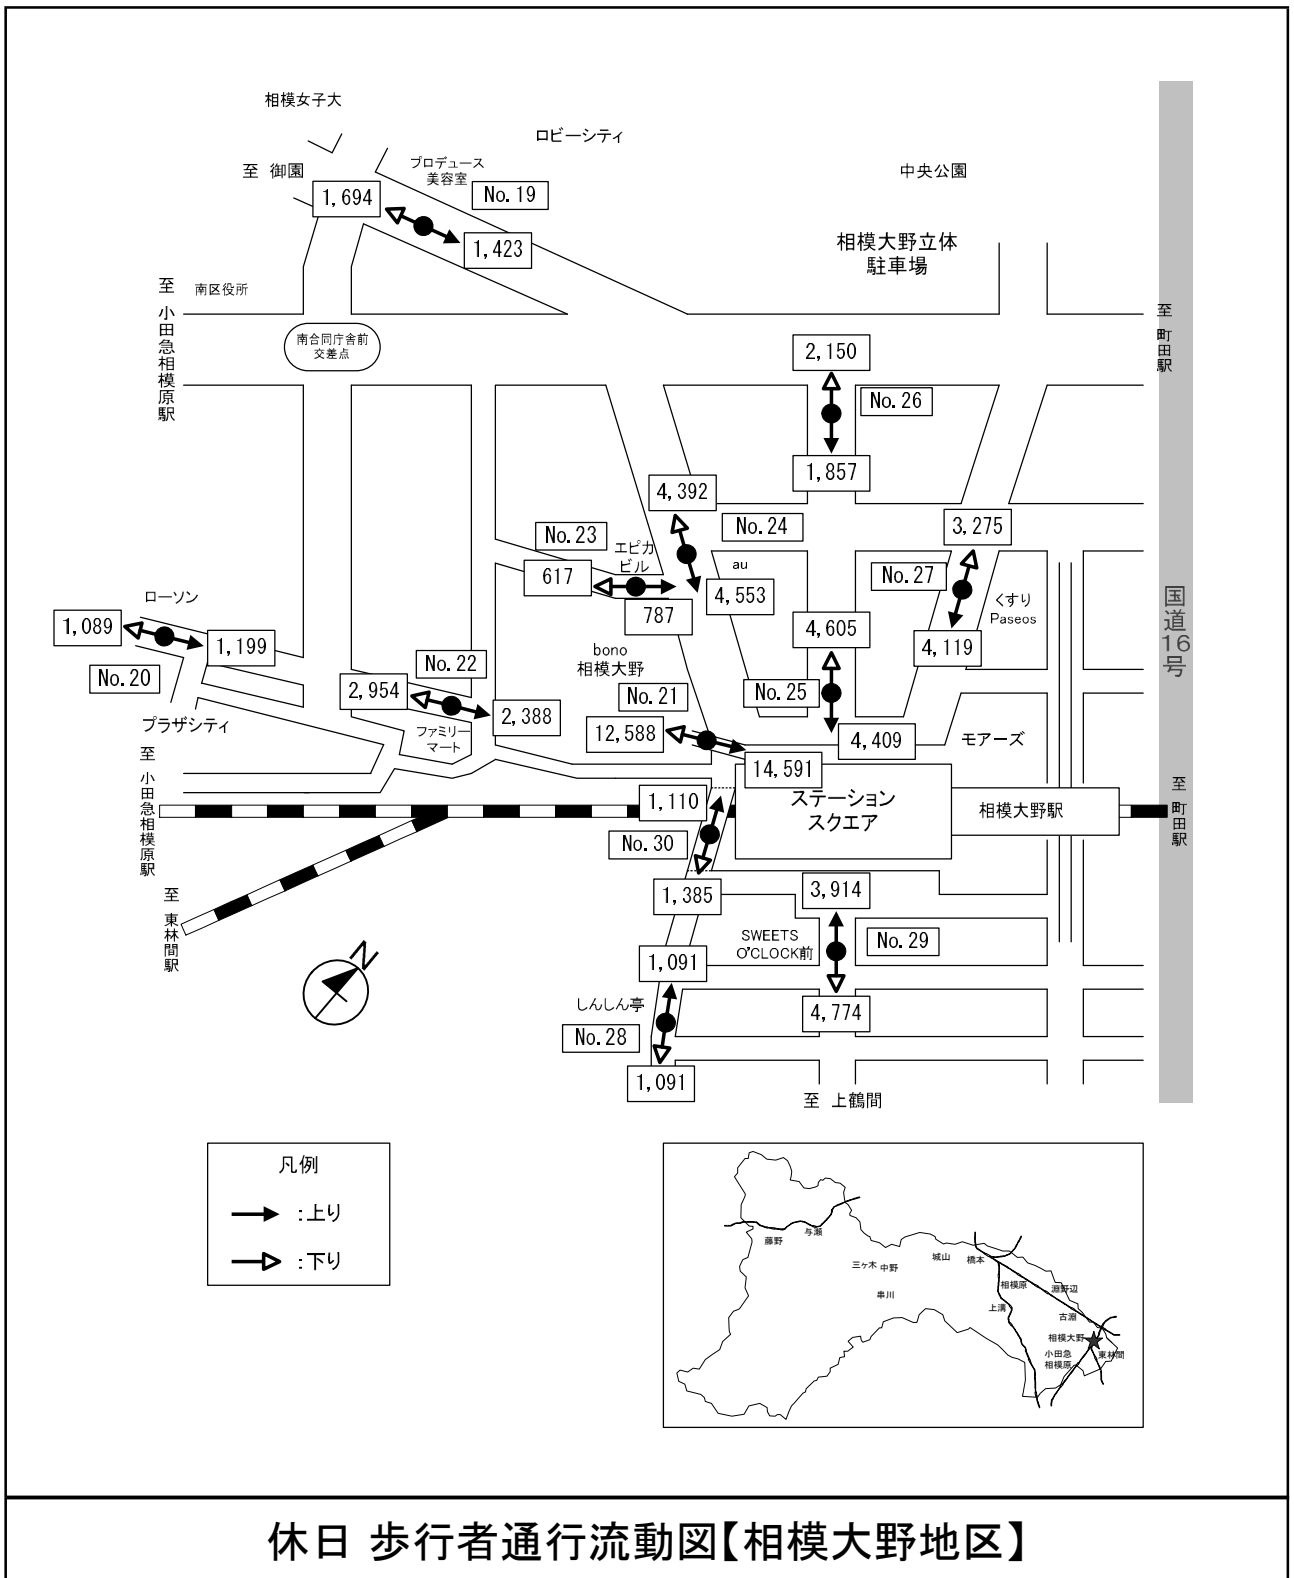 相模女子大
ロビーシティ
至 御園
プロデュース
美容室
中央公園
1,694
No.19
1,423
相模大野立体
駐車場
至 小田急相模原駅
南区役所
至 町田駅
南合同庁舎前
交差点
2,150
No.26
1,857
4,392
No.24
3,275
No.23
エピカ
ビル
au
No.27
617
4,553
787
くすり
Paseos
国道16号
ローソン
1,089
1,199
4,605
4,119
No.20
No.22
bono
相模大野
2,954
2,388
No.21
No.25
プラザシティ
ファミリー
マート
12,588
4,409
モアーズ
14,591
至 小田急相模原駅
1,110
ステーション
スクエア
相模大野駅
至 町田駅
No.30
1,385
3,914
至 東林間駅
SWEETS
O'CLOCK前
No.29
N
1,091
しんしん亭
4,774
No.28
1,091
至 上鶴間
凡例
:上り
:下り
藤野
与瀬
三ヶ木
中野
城山
橋本
串川
相模原
淵野辺
上溝
古淵
相模大野
小田急
相模原
東林間
休日 歩行者通行流動図【相模大野地区】